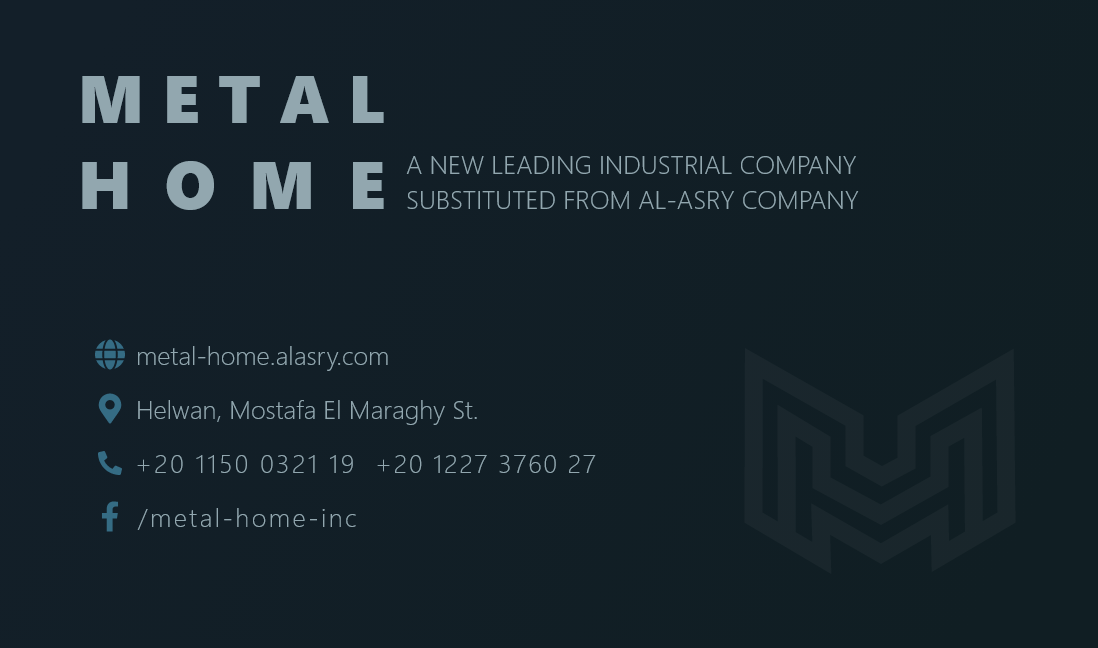 METAL
HOME
A NEW LEADING INDUSTRIAL COMPANY
SUBSTITUTED FROM AL-ASRY COMPANY
metal-home.alasry.com
Helwan, Mostafa El Maraghy St.
+20 1150 0321 19 +20 1227 3760 27
/metal-home-inc